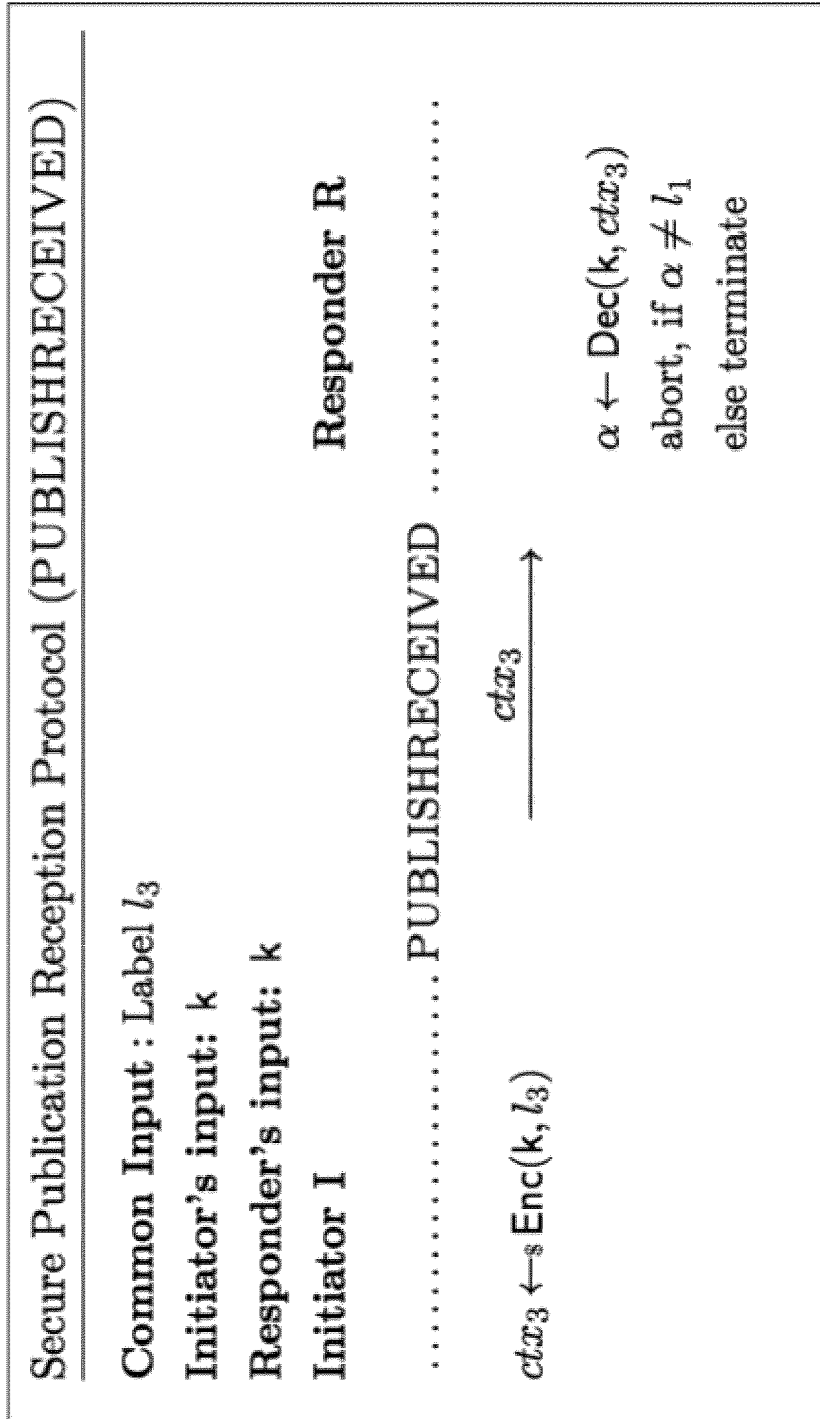 Secure Publication Reception Protocol (PUBLISHRECEIVED)
Common Input : Label l₃
Initiator's input: k
Responder's input: k
Initiator I Responder R
.................... PUBLISHRECEIVED ....................
ctx₃ ←$ Enc(k, l₃)
ctx₃
α ← Dec(k, ctx₃)
abort, if α ≠ l₁
else terminate